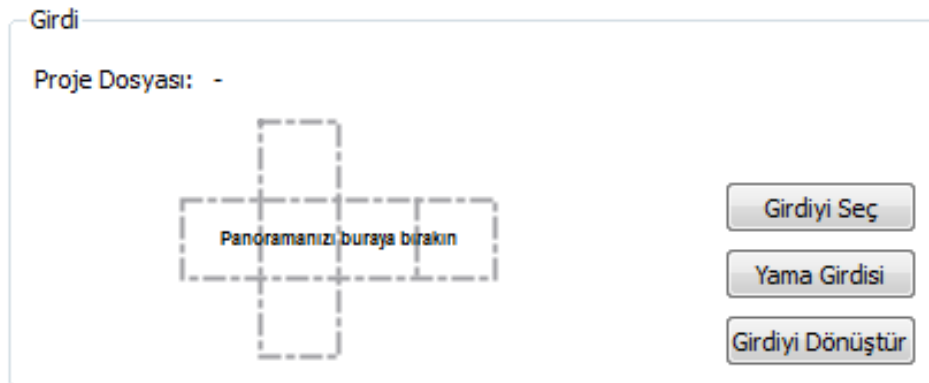 Girdi
Proje Dosyası: -
Panoramanızı buraya bırakın
Girdiyi Seç
Yama Girdisi
Girdiyi Dönüştür